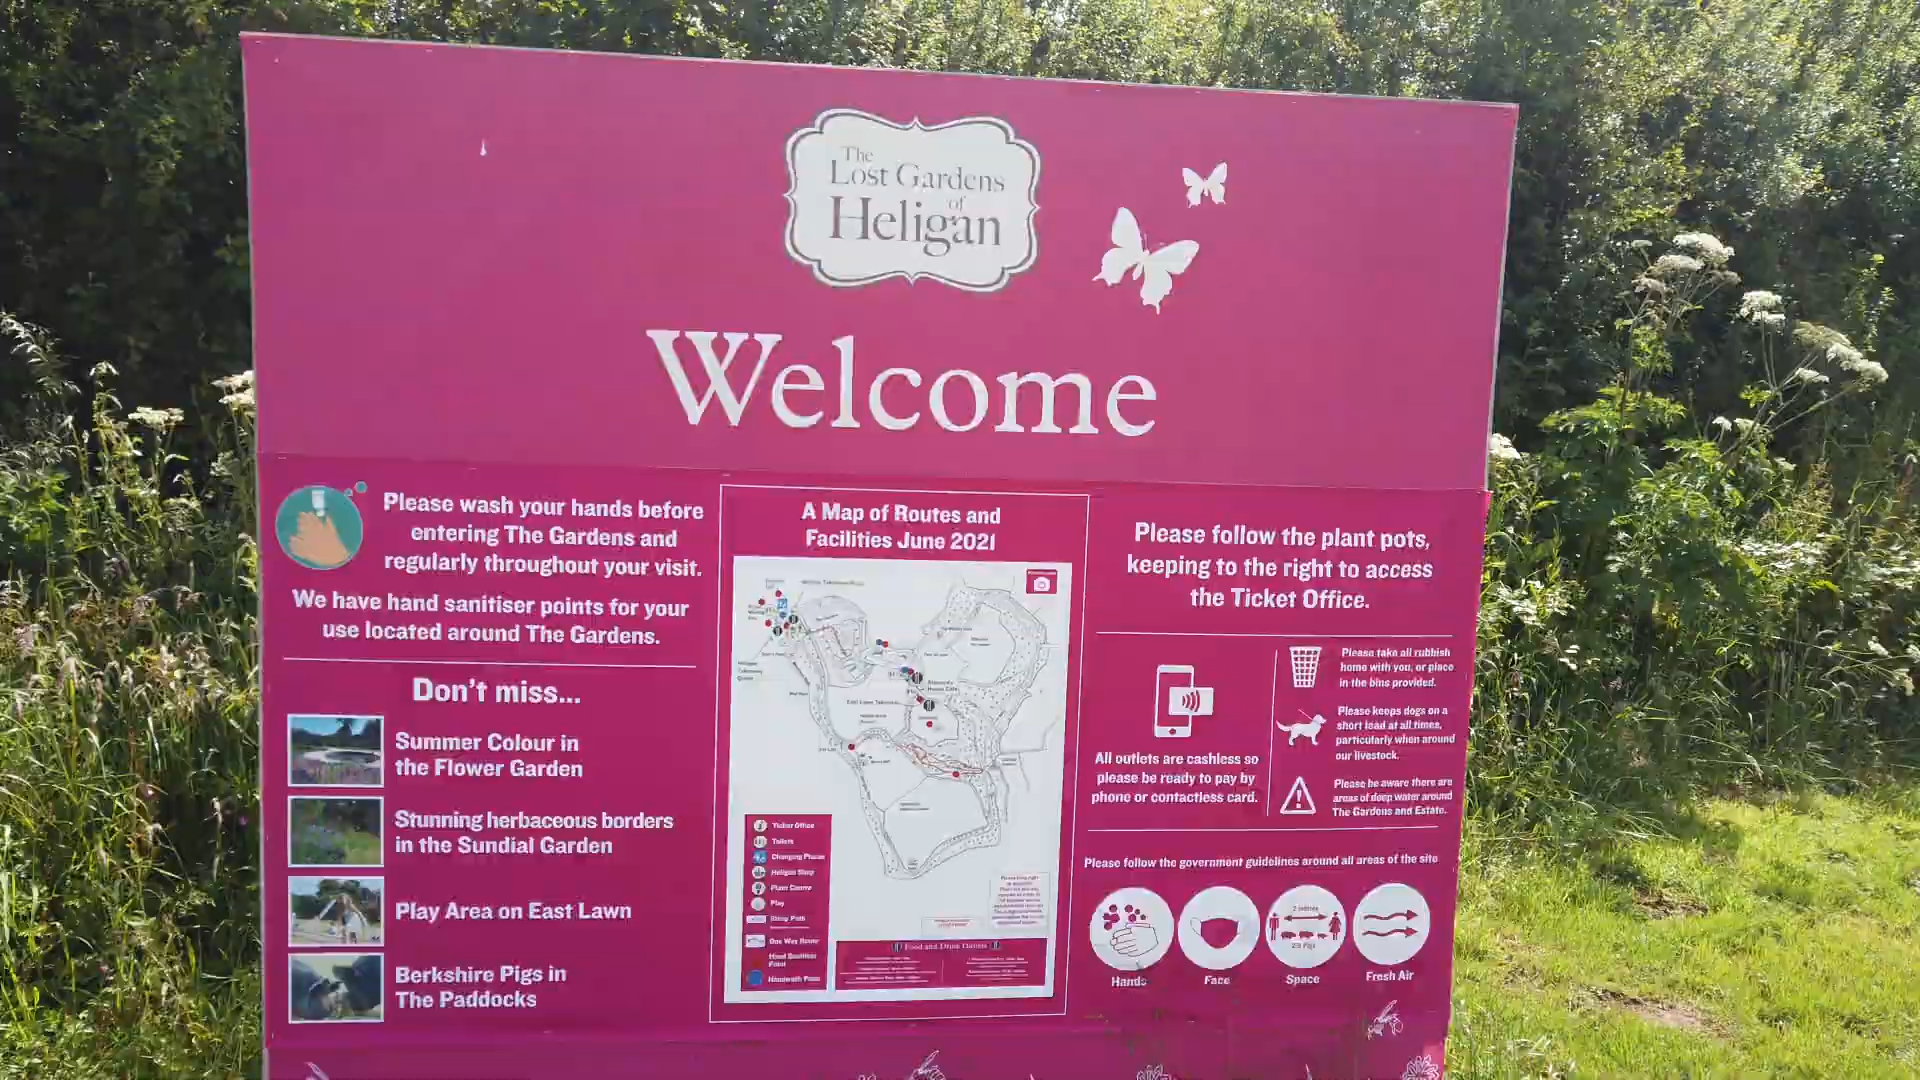 The
Lost Gardens
of
Heligan
Welcome
Please wash your hands before
entering The Gardens and
regularly throughout your visit.
We have hand sanitiser points for your
use located around The Gardens.
Don't miss...
Summer Colour in
the Flower Garden
Stunning herbaceous borders
in the Sundial Garden
Play Area on East Lawn
Berkshire Pigs in
The Paddocks
A Map of Routes and
Facilities June 2021
Ticket Office
Toilets
Changing Places
Heligan Shop
Plant Centre
Play
One Way Route
Hand Sanitiser
Point
Handwash Point
Food and Drink Outlets
Please follow the plant pots,
keeping to the right to access
the Ticket Office.
All outlets are cashless so
please be ready to pay by
phone or contactless card.
Please take all rubbish
home with you, or place
in the bins provided.
Please keeps dogs on a
short lead at all times,
particularly when around
our livestock.
Please be aware there are
areas of deep water around
The Gardens and Estate.
Please follow the government guidelines around all areas of the site
2 metres
Hands
Face
Space
Fresh Air